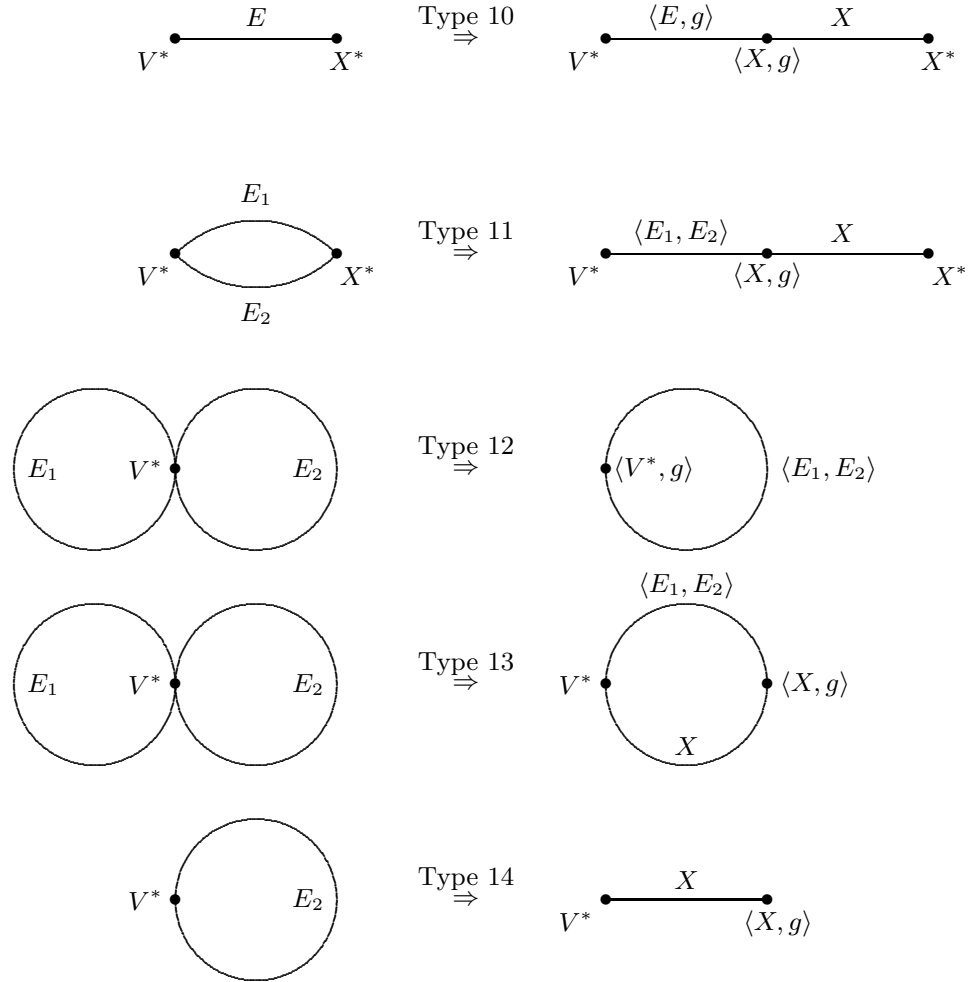 E Type 10 ⟨E, g⟩ X
⇒
V* X* V* ⟨X, g⟩ X*
E₁
Type 11 ⟨E₁, E₂⟩ X
⇒
V* X* V* ⟨X, g⟩ X*
E₂
Type 12
E₁ V* E₂ ⇒ ⟨V*, g⟩ ⟨E₁, E₂⟩
⟨E₁, E₂⟩
Type 13
E₁ V* E₂ ⇒ V* ⟨X, g⟩
X
Type 14 X
V* E₂ ⇒ V* ⟨X, g⟩